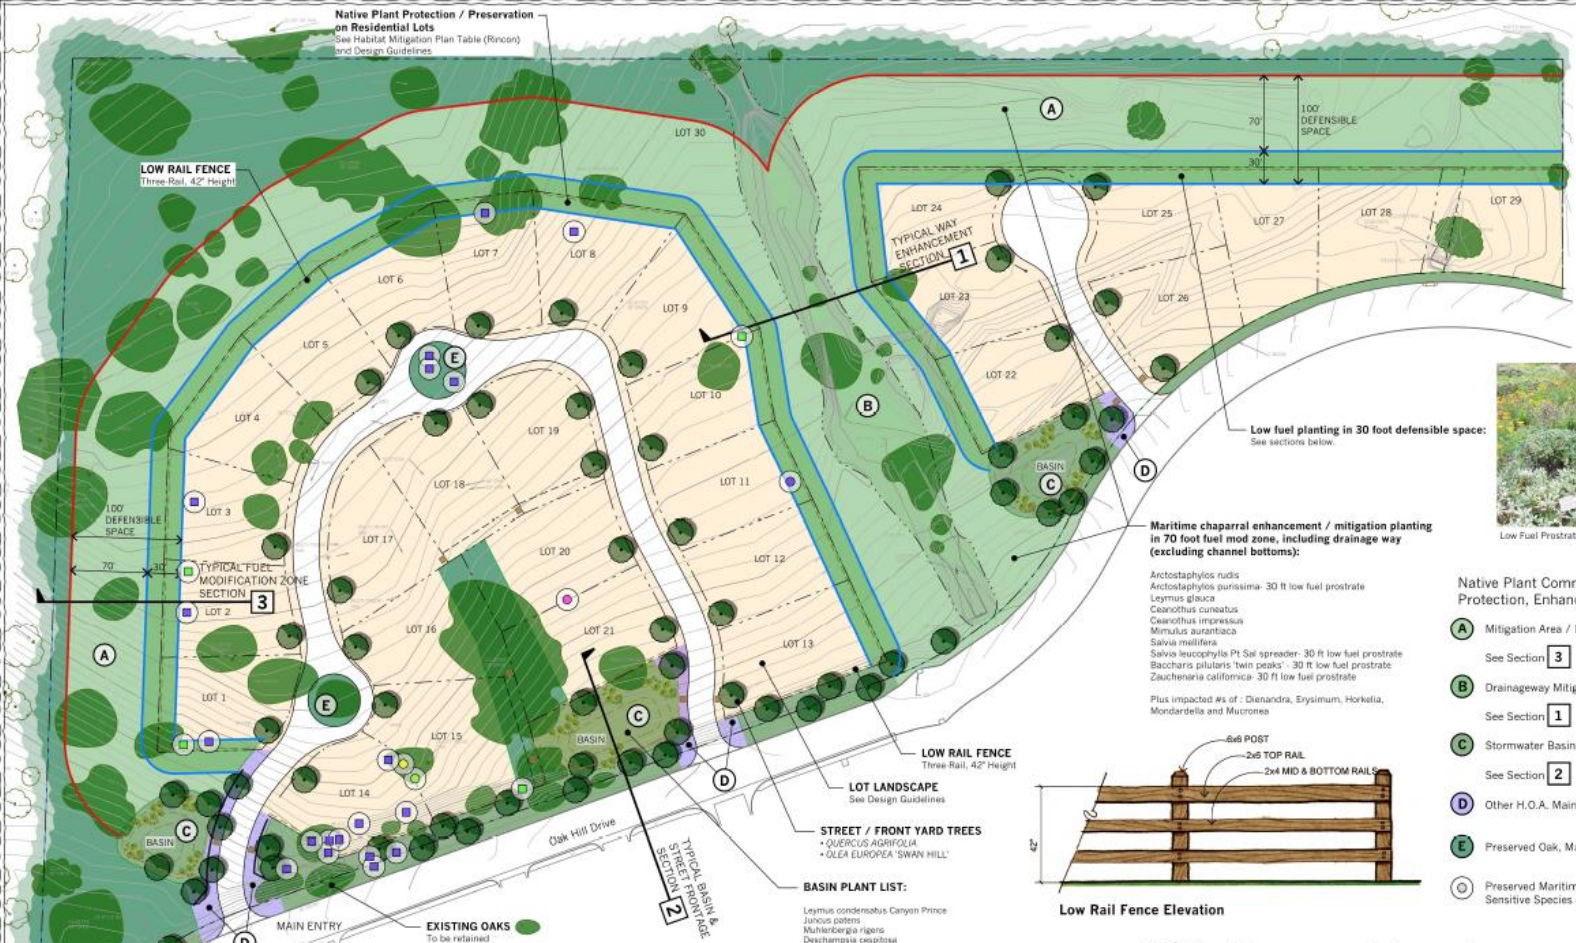 Native Plant Protection / Preservation
on Residential Lots
See Habitat Mitigation Plan Table (Rincon)
and Design Guidelines
LOW RAIL FENCE
Three-Rail, 42" Height
LOT 30
A
70'
30'
100'
DEFENSIBLE
SPACE
LOT 24
LOT 25
LOT 27
LOT 28
LOT 29
TYPICAL WAY
ENHANCEMENT
SECTION
1
LOT 23
LOT 26
LOT 22
LOT 7
LOT 8
LOT 6
LOT 9
LOT 5
E
LOT 10
LOT 4
LOT 19
B
LOT 18
LOT 11
LOT 3
LOT 17
LOT 20
LOT 12
100'
DEFENSIBLE
SPACE
70'
30'
TYPICAL FUEL
MODIFICATION ZONE
SECTION
3
LOT 2
LOT 16
LOT 21
LOT 13
A
LOT 1
E
LOT 15
C
BASIN
LOT 14
C
BASIN
D
D
MAIN ENTRY
Oak Hill Drive
TYPICAL BASIN &
STREET FRONTAGE
SECTION
2
EXISTING OAKS
To be retained
BASIN
C
D
Low fuel planting in 30 foot defensible space:
See sections below.
Low Fuel Prostrat
Maritime chaparral enhancement / mitigation planting
in 70 foot fuel mod zone, including drainage way
(excluding channel bottoms):
Arctostaphylos rudis
Arctostaphylos purissima- 30 ft low fuel prostrate
Leymus glauca
Ceanothus cuneatus
Ceanothus impressus
Mimulus aurantiaca
Salvia mellifera
Salvia leucophylla Pt Sal spreader- 30 ft low fuel prostrate
Baccharis pilularis 'twin peaks' - 30 ft low fuel prostrate
Zauchenaria californica- 30 ft low fuel prostrate
Plus impacted #s of : Dienandra, Erysimum, Horkelia,
Mondardella and Mucronea
LOW RAIL FENCE
Three-Rail, 42" Height
LOT LANDSCAPE
See Design Guidelines
STREET / FRONT YARD TREES
• QUERCUS AGRIFOLIA
• OLEA EUROPEA 'SWAN HILL'
BASIN PLANT LIST:
Leymus condensatus Canyon Prince
Juncus patens
Muhlenbergia rigens
Deschampsia cespitosa
6x6 POST
2x6 TOP RAIL
2x4 MID & BOTTOM RAILS
42"
Low Rail Fence Elevation
Native Plant Comm
Protection, Enhanc
A Mitigation Area /
See Section 3
B Drainageway Mitig
See Section 1
C Stormwater Basin
See Section 2
D Other H.O.A. Main
E Preserved Oak, Ma
Preserved Maritim
Sensitive Species